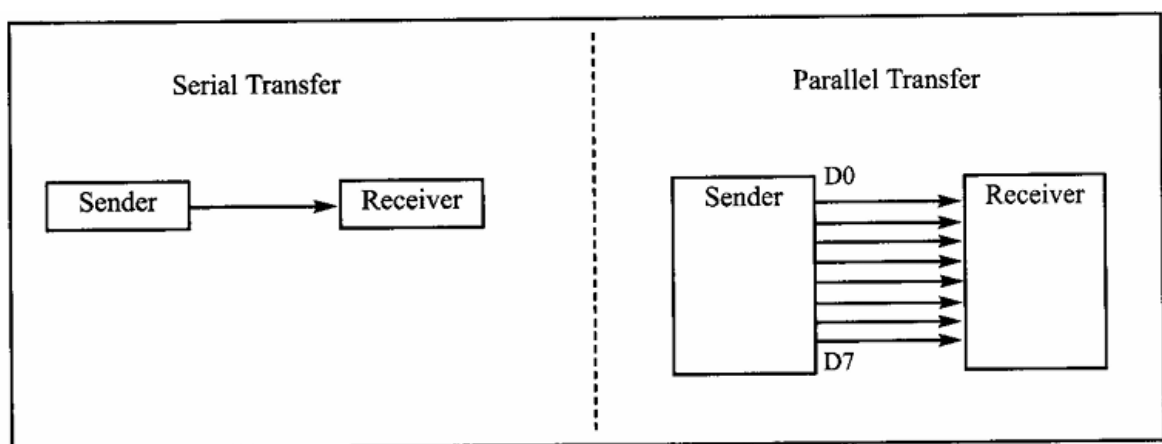 Serial Transfer
Sender
Receiver
Parallel Transfer
D0
Sender
Receiver
D7